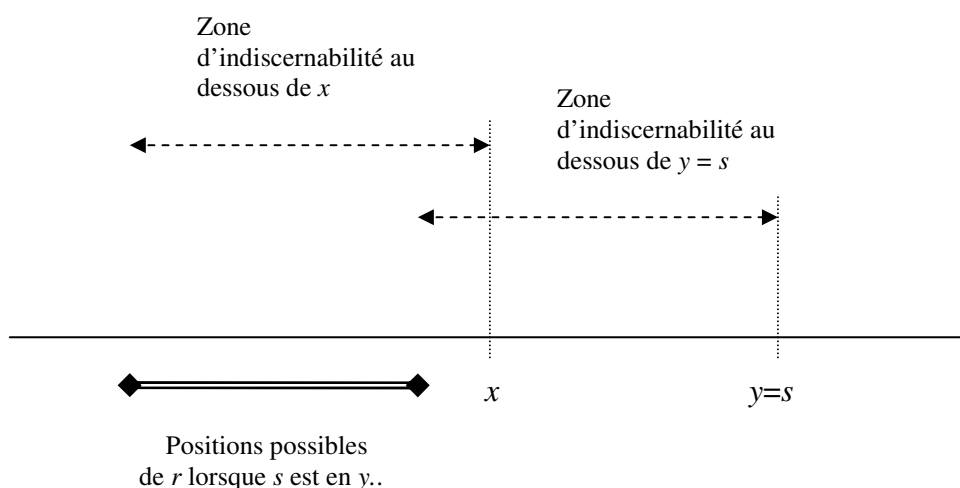 Zone
d’indiscernabilité au
dessous de x
Zone
d’indiscernabilité au
dessous de y = s
x
y=s
Positions possibles
de r lorsque s est en y..